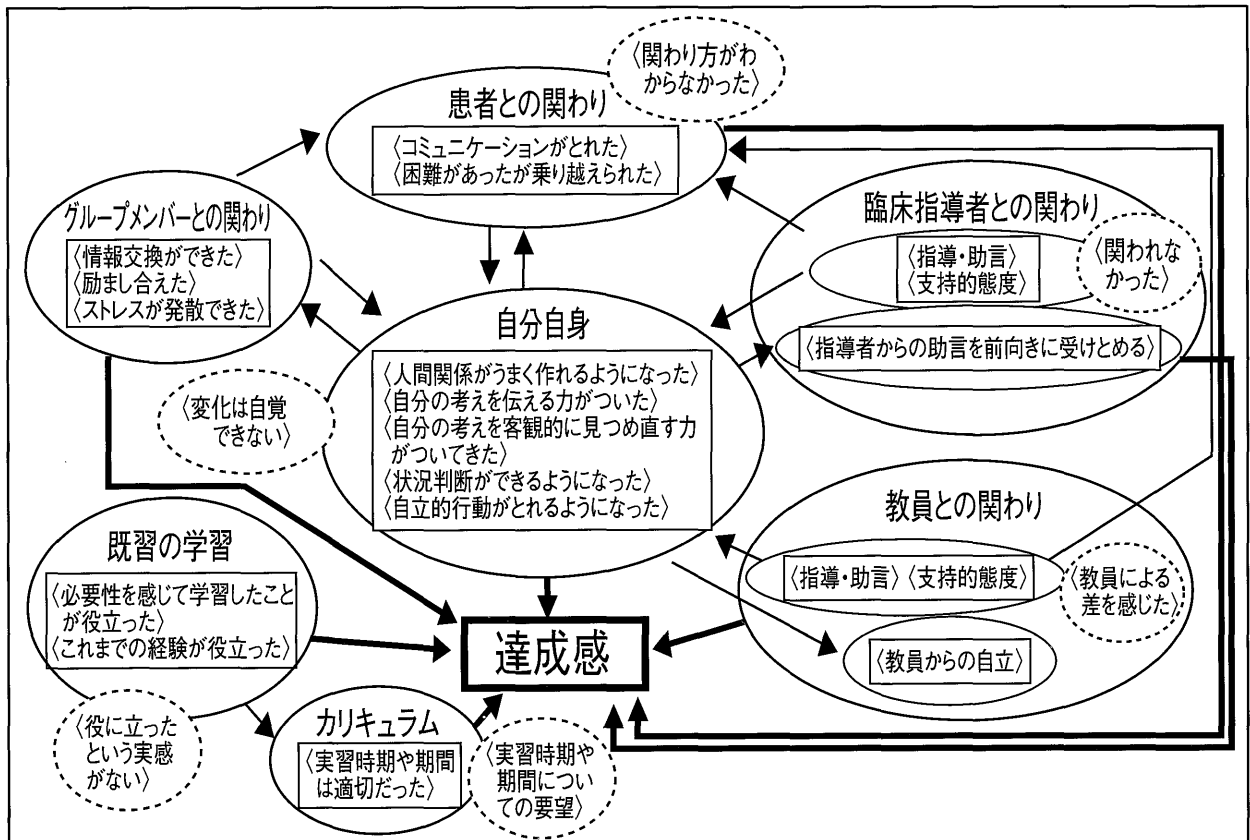 〈関わり方がわ
からなかった〉
患者との関わり
〈コミュニケーションがとれた〉
〈困難があったが乗り越えられた〉
グループメンバーとの関わり
〈情報交換ができた〉
〈励まし合えた〉
〈ストレスが発散できた〉
臨床指導者との関わり
〈指導・助言〉
〈支持的態度〉
〈関われな
かった〉
〈指導者からの助言を前向きに受けとめる〉
自分自身
〈人間関係がうまく作れるようになった〉
〈自分の考えを伝える力がついた〉
〈自分の考えを客観的に見つめ直す力
がついてきた〉
〈状況判断ができるようになった〉
〈自立的行動がとれるようになった〉
〈変化は自覚
できない〉
既習の学習
〈必要性を感じて学習したこと
が役立った〉
〈これまでの経験が役立った〉
〈役に立った
という実感
がない〉
教員との関わり
〈指導・助言〉〈支持的態度〉
〈教員による
差を感じた〉
〈教員からの自立〉
達成感
カリキュラム
〈実習時期や期間
は適切だった〉
〈実習時期や
期間につい
ての要望〉